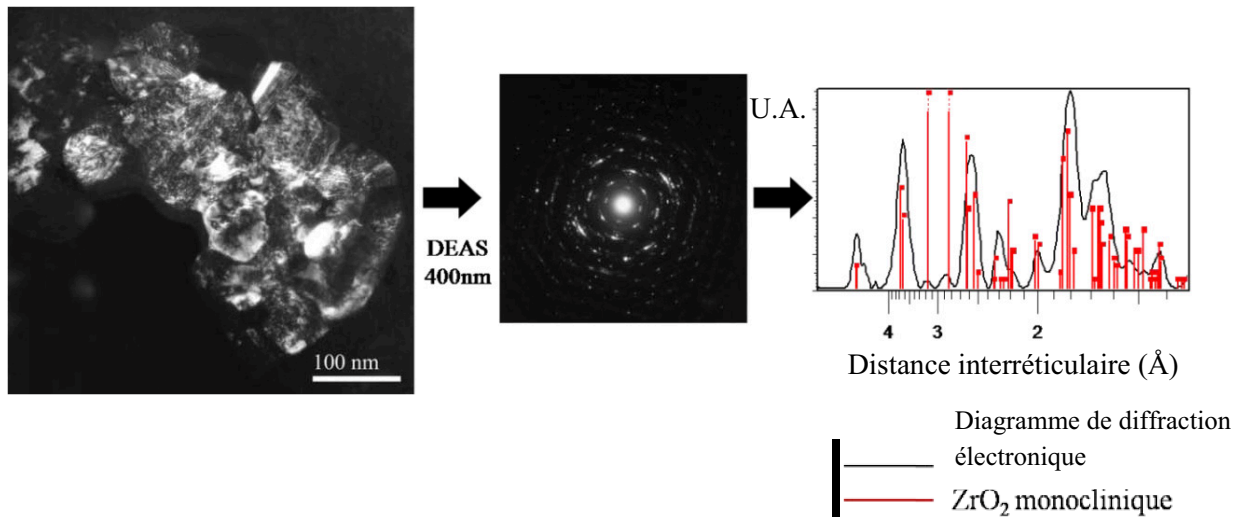 100 nm
DEAS
400nm
U.A.
4 3 2
Distance interréticulaire (Å)
Diagramme de diffraction
électronique
ZrO₂ monoclinique